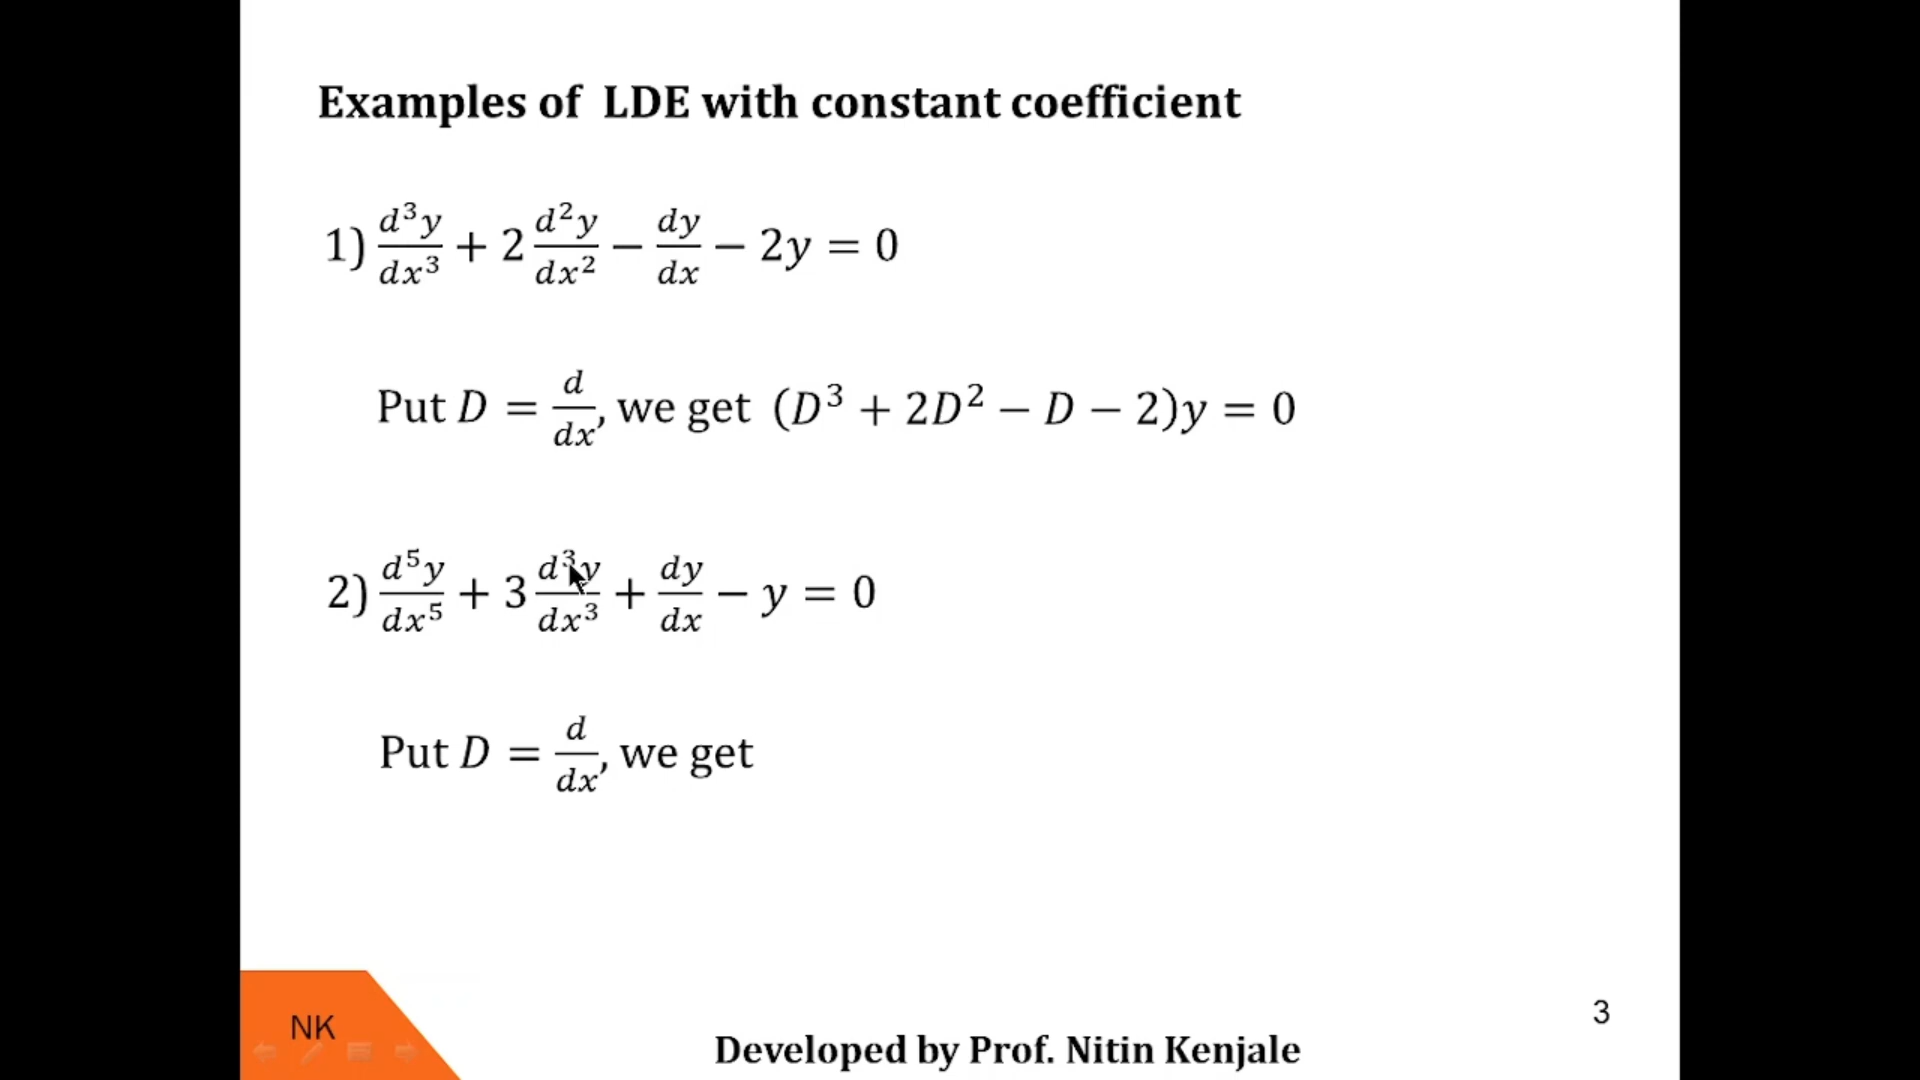 Examples of LDE with constant coefficient
1) d³y/dx³ + 2 d²y/dx² − dy/dx − 2y = 0
Put D = d/dx, we get (D³ + 2D² − D − 2)y = 0
2) d⁵y/dx⁵ + 3 d³y/dx³ + dy/dx − y = 0
Put D = d/dx, we get
NK
3
Developed by Prof. Nitin Kenjale